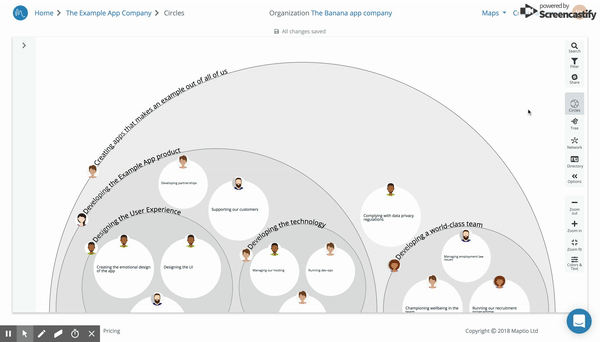 Home > The Example App Company > Circles
Organization The Banana app company
Maps
powered by
Screencastify
All changes saved
Search
Filter
Share
Circles
Tree
Network
Directory
Options
Zoom out
Zoom in
Zoom fit
Colors & Text
Creating apps that makes an example out of all of us
Developing the Example App product
Developing partnerships
Supporting our customers
Complying with data privacy regulations
Designing the User Experience
Creating the emotional design of the app
Designing the UI
Developing the technology
Managing our hosting
Running dev-ops
Developing a world-class team
Managing employment law issues
Championing wellbeing in the
Running our recruitment
Pricing
Copyright © 2018 Maptio Ltd